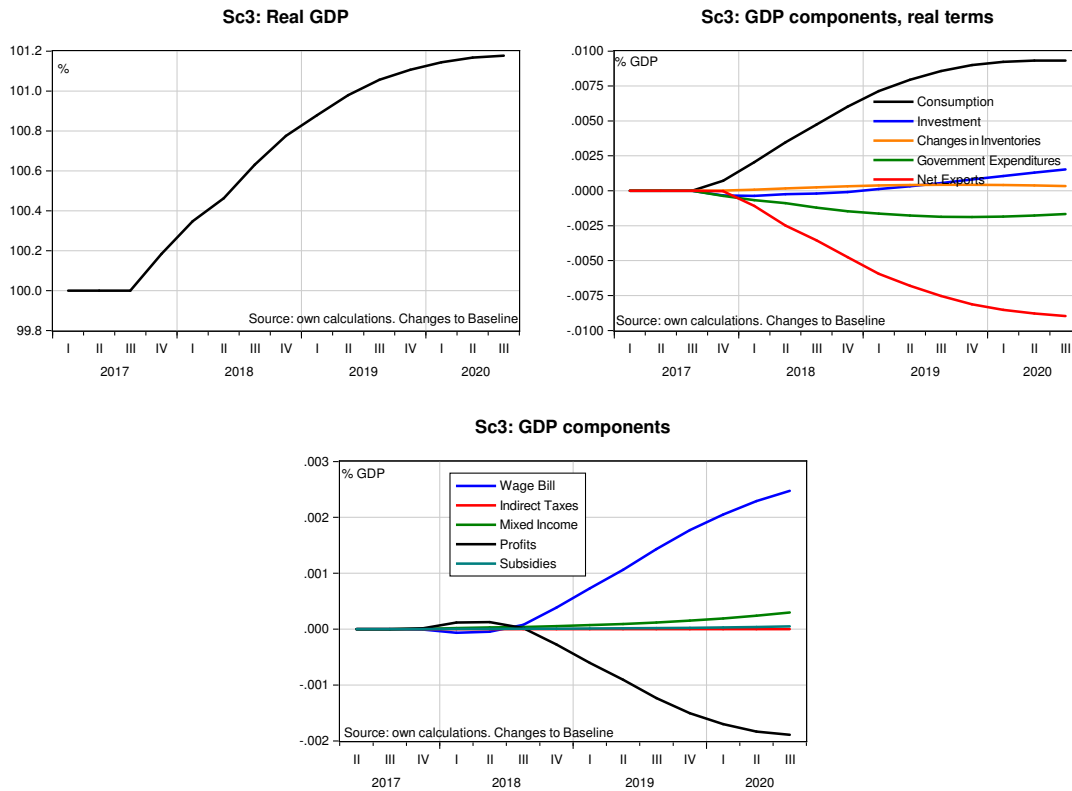 Sc3: Real GDP
101.2
101.0
100.8
100.6
100.4
100.2
100.0
99.8
%
Source: own calculations. Changes to Baseline
I II III IV I II III IV I II III IV I II III
2017 2018 2019 2020
Sc3: GDP components, real terms
.0100
.0075
.0050
.0025
.0000
-.0025
-.0050
-.0075
-.0100
% GDP
Consumption
Investment
Changes in Inventories
Government Expenditures
Net Exports
Source: own calculations. Changes to Baseline
I II III IV I II III IV I II III IV I II III
2017 2018 2019 2020
Sc3: GDP components
.003
.002
.001
.000
-.001
-.002
% GDP
Wage Bill
Indirect Taxes
Mixed Income
Profits
Subsidies
Source: own calculations. Changes to Baseline
II III IV I II III IV I II III IV I II III
2017 2018 2019 2020